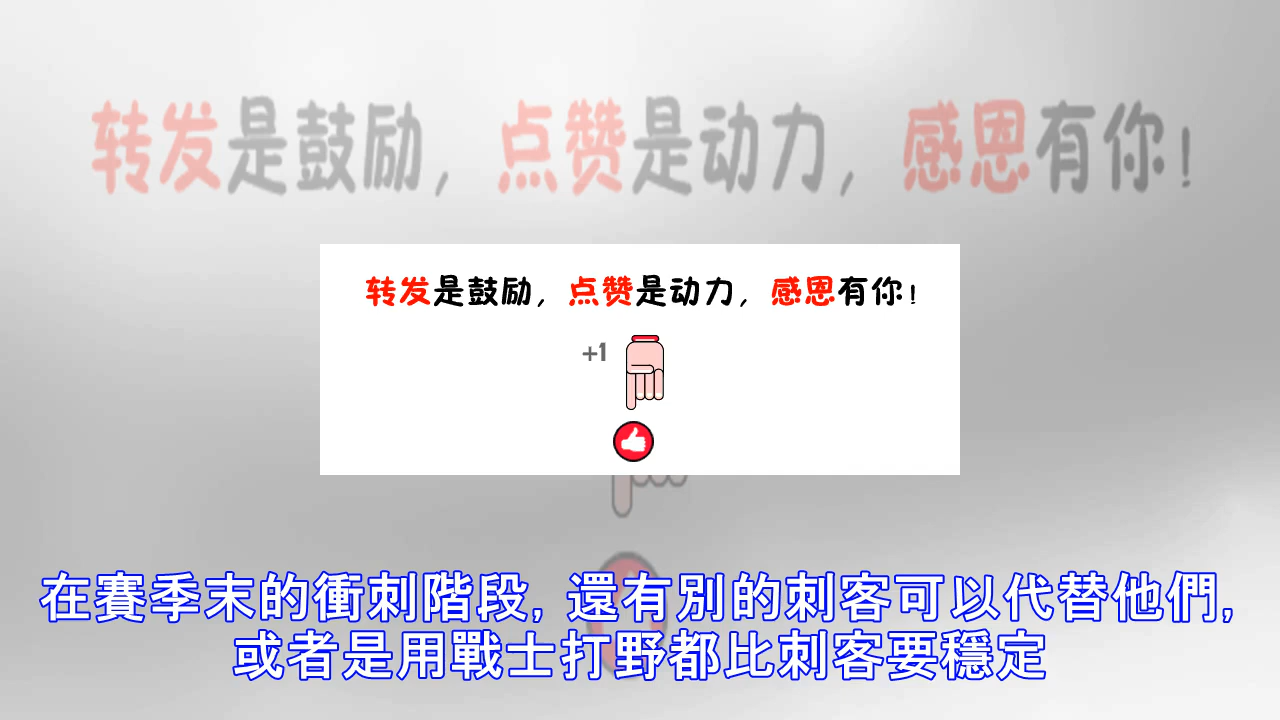 转发是鼓励，点赞是动力，感恩有你！
转发是鼓励，点赞是动力，感恩有你！
+1
在賽季末的衝刺階段, 還有別的刺客可以代替他們,
或者是用戰士打野都比刺客要穩定